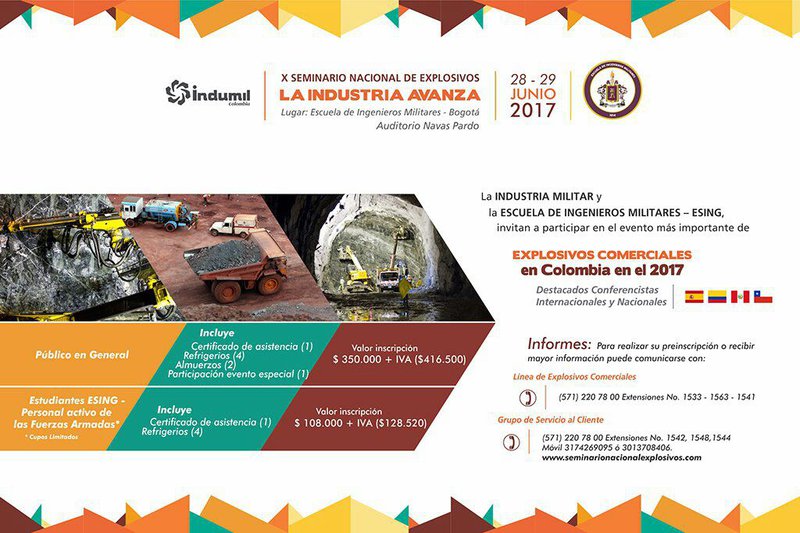 indumil
Colombia
X SEMINARIO NACIONAL DE EXPLOSIVOS
LA INDUSTRIA AVANZA
Lugar: Escuela de Ingenieros Militares - Bogotá
Auditorio Navas Pardo
28 - 29
JUNIO
2017
ESCUELA DE INGENIEROS MILITARES
La INDUSTRIA MILITAR y
la ESCUELA DE INGENIEROS MILITARES – ESING,
invitan a participar en el evento más importante de
EXPLOSIVOS COMERCIALES
en Colombia en el 2017
Destacados Conferencistas
Internacionales y Nacionales
Público en General
Incluye
Certificado de asistencia (1)
Refrigerios (4)
Almuerzos (2)
Participación evento especial (1)
Valor inscripción
$ 350.000 + IVA ($416.500)
Estudiantes ESING -
Personal activo de
las Fuerzas Armadas*
* Cupos Limitados
Incluye
Certificado de asistencia (1)
Refrigerios (4)
Valor inscripción
$ 108.000 + IVA ($128.520)
Informes: Para realizar su preinscripción o recibir
mayor información puede comunicarse con:
Línea de Explosivos Comerciales
(571) 220 78 00 Extensiones No. 1533 - 1563 - 1541
Grupo de Servicio al Cliente
(571) 220 78 00 Extensiones No. 1542, 1548,1544
Móvil 3174269095 ó 3013708406.
www.seminarionacionalexplosivos.com